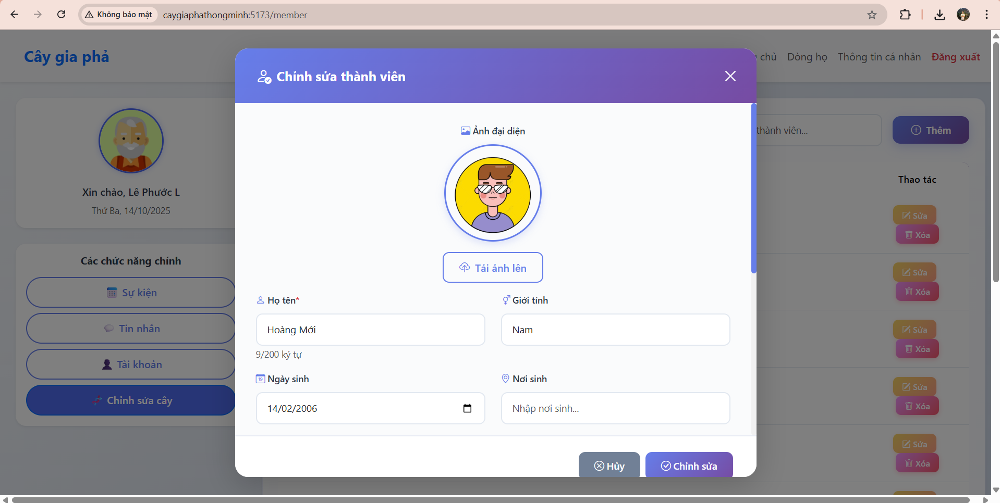 Không bảo mật
caygiaphathongminh:5173/member
Cây gia phả
chủ
Dòng họ
Thông tin cá nhân
Đăng xuất
Chỉnh sửa thành viên
Xin chào, Lê Phước L
Thứ Ba, 14/10/2025
Các chức năng chính
Sự kiện
Tin nhắn
Tài khoản
Chỉnh sửa cây
Ảnh đại diện
Tải ảnh lên
Họ tên*
Giới tính
Hoàng Mới
Nam
9/200 ký tự
19
Ngày sinh
Nơi sinh
14/02/2006
Nhập nơi sinh...
Hủy
Chỉnh sửa
thành viên...
Thêm
Thao tác
Sửa
Xóa
Sửa
Xóa
Sửa
Xóa
Sửa
Xóa
Sửa
Xóa